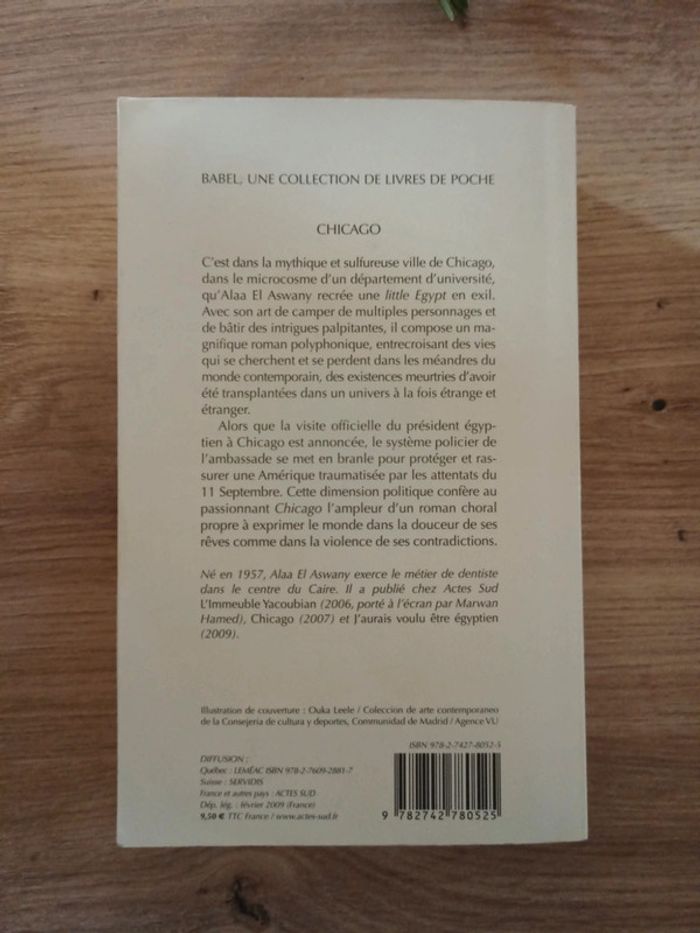 BABEL, UNE COLLECTION DE LIVRES DE POCHE
CHICAGO
C'est dans la mythique et sulfureuse ville de Chicago,
dans le microcosme d'un département d'université,
qu'Alaa El Aswany recrée une little Egypt en exil.
Avec son art de camper de multiples personnages et
de bâtir des intrigues palpitantes, il compose un ma-
gnifique roman polyphonique, entrecroisant des vies
qui se cherchent et se perdent dans les méandres du
monde contemporain, des existences meurtries d'avoir
été transplantées dans un univers à la fois étrange et
étranger.
Alors que la visite officielle du président égyp-
tien à Chicago est annoncée, le système policier de
l'ambassade se met en branle pour protéger et ras-
surer une Amérique traumatisée par les attentats du
11 Septembre. Cette dimension politique confère au
passionnant Chicago l'ampleur d'un roman choral
propre à exprimer le monde dans la douceur de ses
rêves comme dans la violence de ses contradictions.
Né en 1957, Alaa El Aswany exerce le métier de dentiste
dans le centre du Caire. Il a publié chez Actes Sud
L'Immeuble Yacoubian (2006, porté à l'écran par Marwan
Hamed), Chicago (2007) et J'aurais voulu être égyptien
(2009).
Illustration de couverture : Ouka Leele / Coleccion de arte contemporaneo
de la Consejeria de cultura y deportes, Communidad de Madrid / Agence VU
ISBN 978-2-7427-8052-5
DIFFUSION :
Québec : LEMÉAC ISBN 978-2-7609-2881-7
Suisse : SERVIDIS
France et autres pays : ACTES SUD
Dép. lég. : février 2009 (France)
9,50 € TTC France / www.actes-sud.fr
9 782742 780525